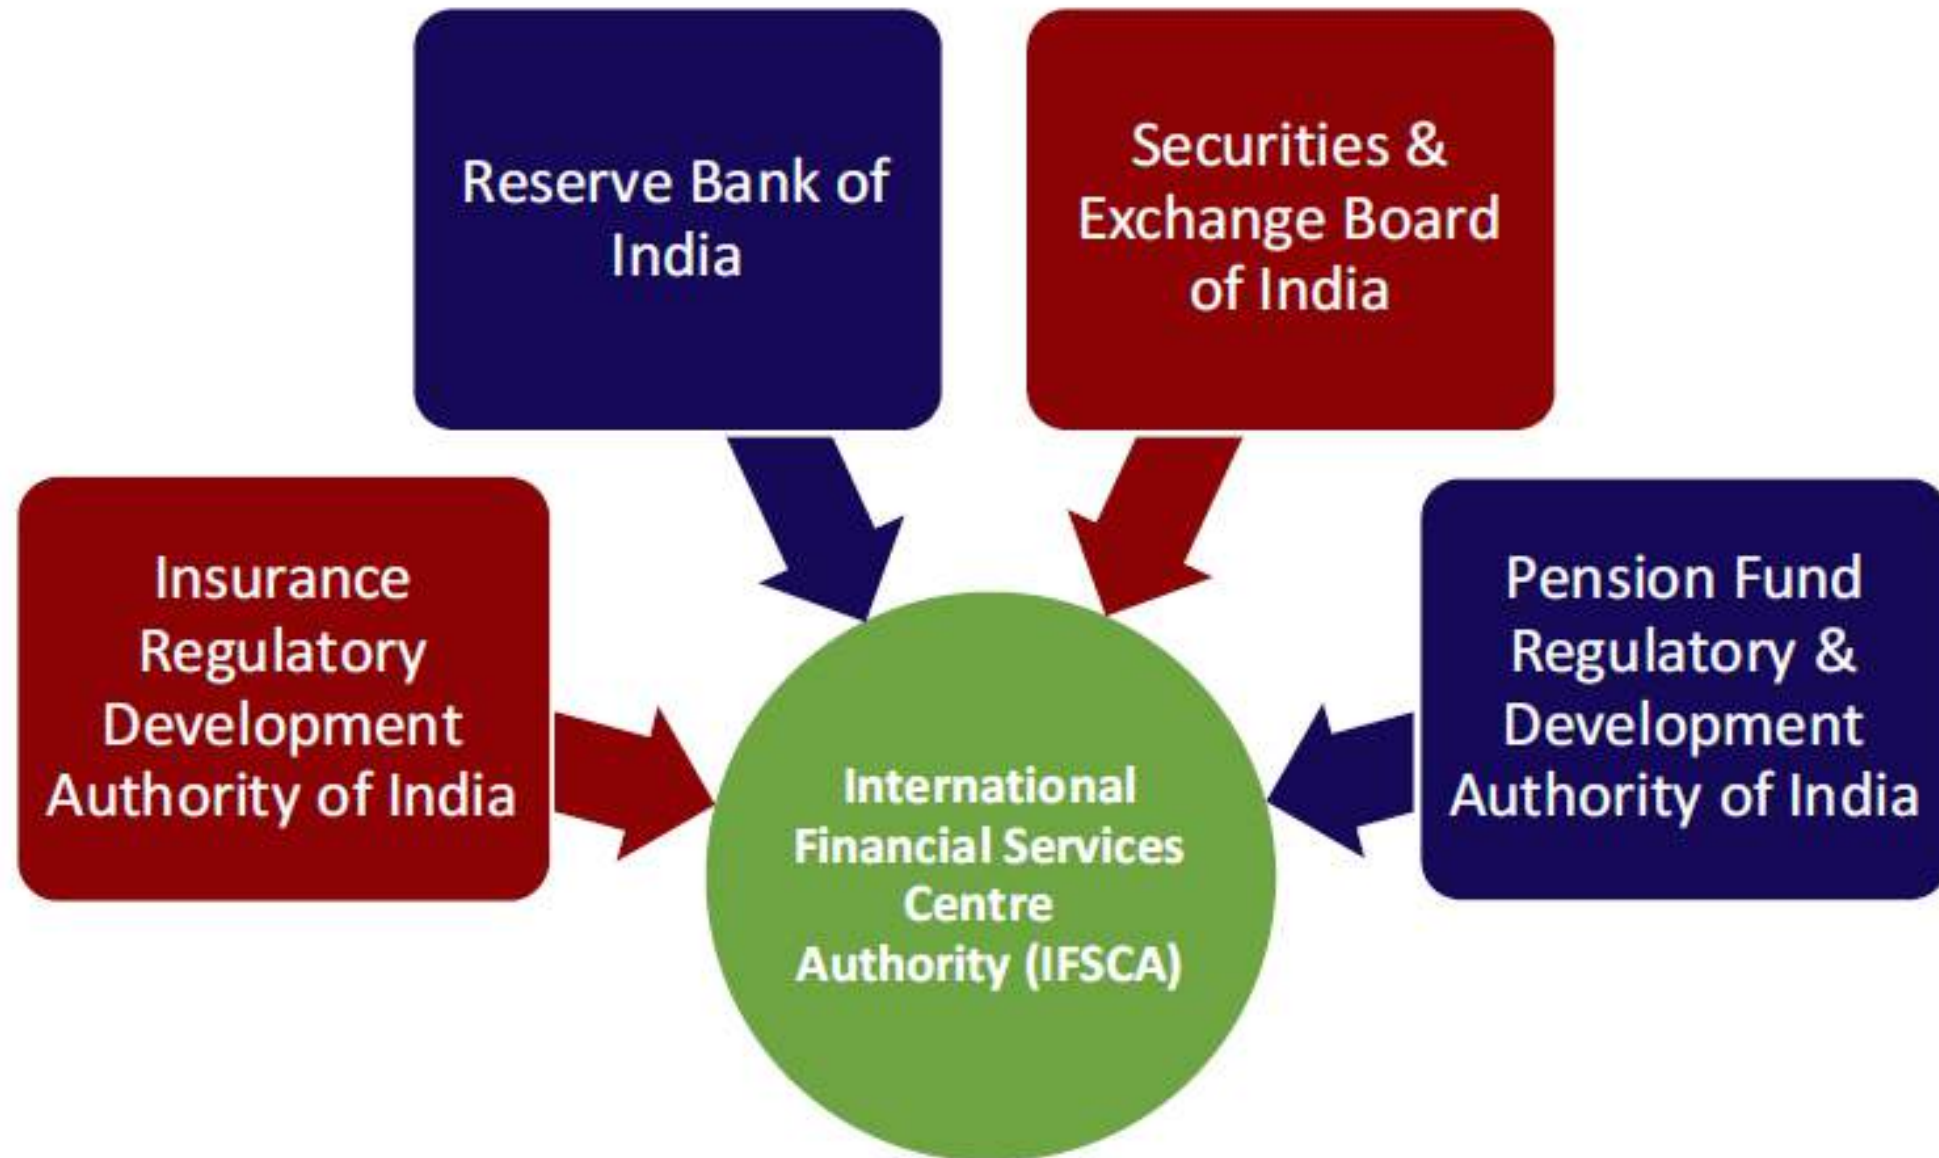 Reserve Bank of
India
Securities &
Exchange Board
of India
Insurance
Regulatory
Development
Authority of India
Pension Fund
Regulatory &
Development
Authority of India
International
Financial Services
Centre
Authority (IFSCA)